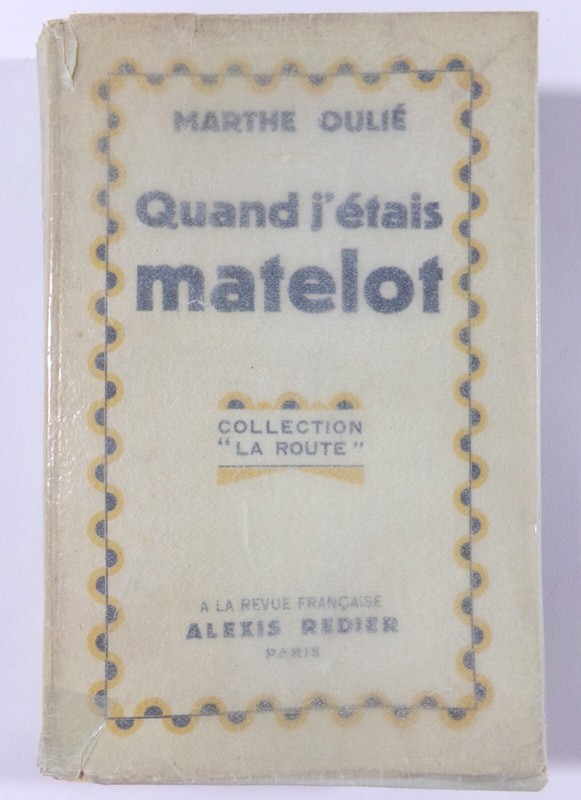 MARTHE OULIÉ
Quand j'étais
matelot
COLLECTION
"LA ROUTE"
A LA REVUE FRANÇAISE
ALEXIS REDIER
PARIS